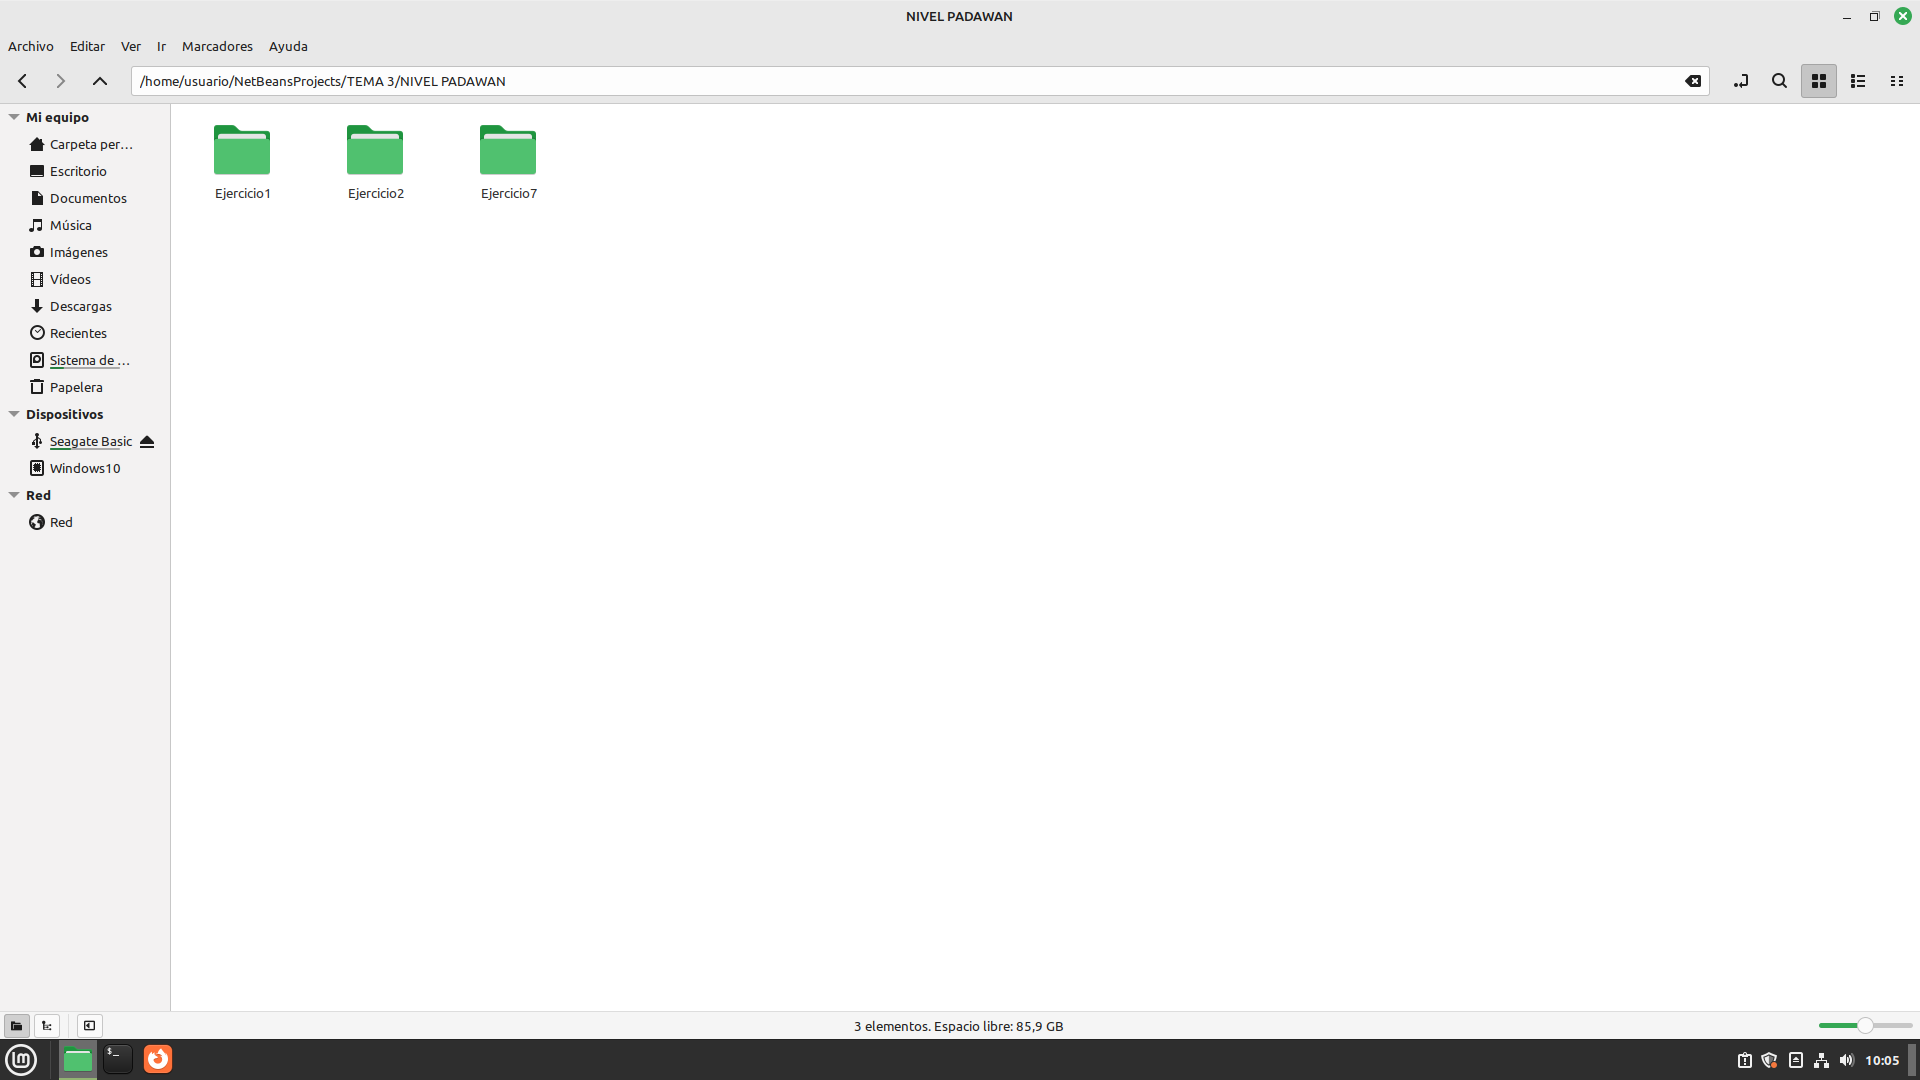 NIVEL PADAWAN
Archivo Editar Ver Ir Marcadores Ayuda
/home/usuario/NetBeansProjects/TEMA 3/NIVEL PADAWAN
Mi equipo
Carpeta per...
Escritorio
Documentos
Música
Imágenes
Vídeos
Descargas
Recientes
Sistema de ...
Papelera
Dispositivos
Seagate Basic
Windows10
Red
Red
Ejercicio1
Ejercicio2
Ejercicio7
3 elementos. Espacio libre: 85,9 GB
$_
lm
10:05